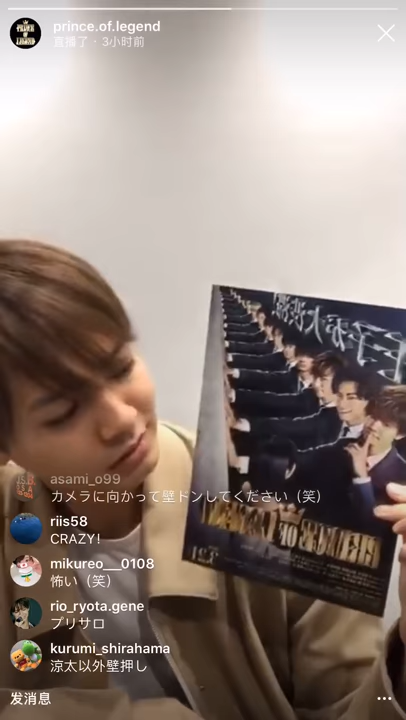 prince.of.legend
直播了・3小时前
asami_o99
カメラに向かって壁ドンしてください（笑）
riis58
CRAZY!
mikureo__0108
怖い（笑）
rio_ryota.gene
プリサロ
kurumi_shirahama
涼太以外壁押し
发消息